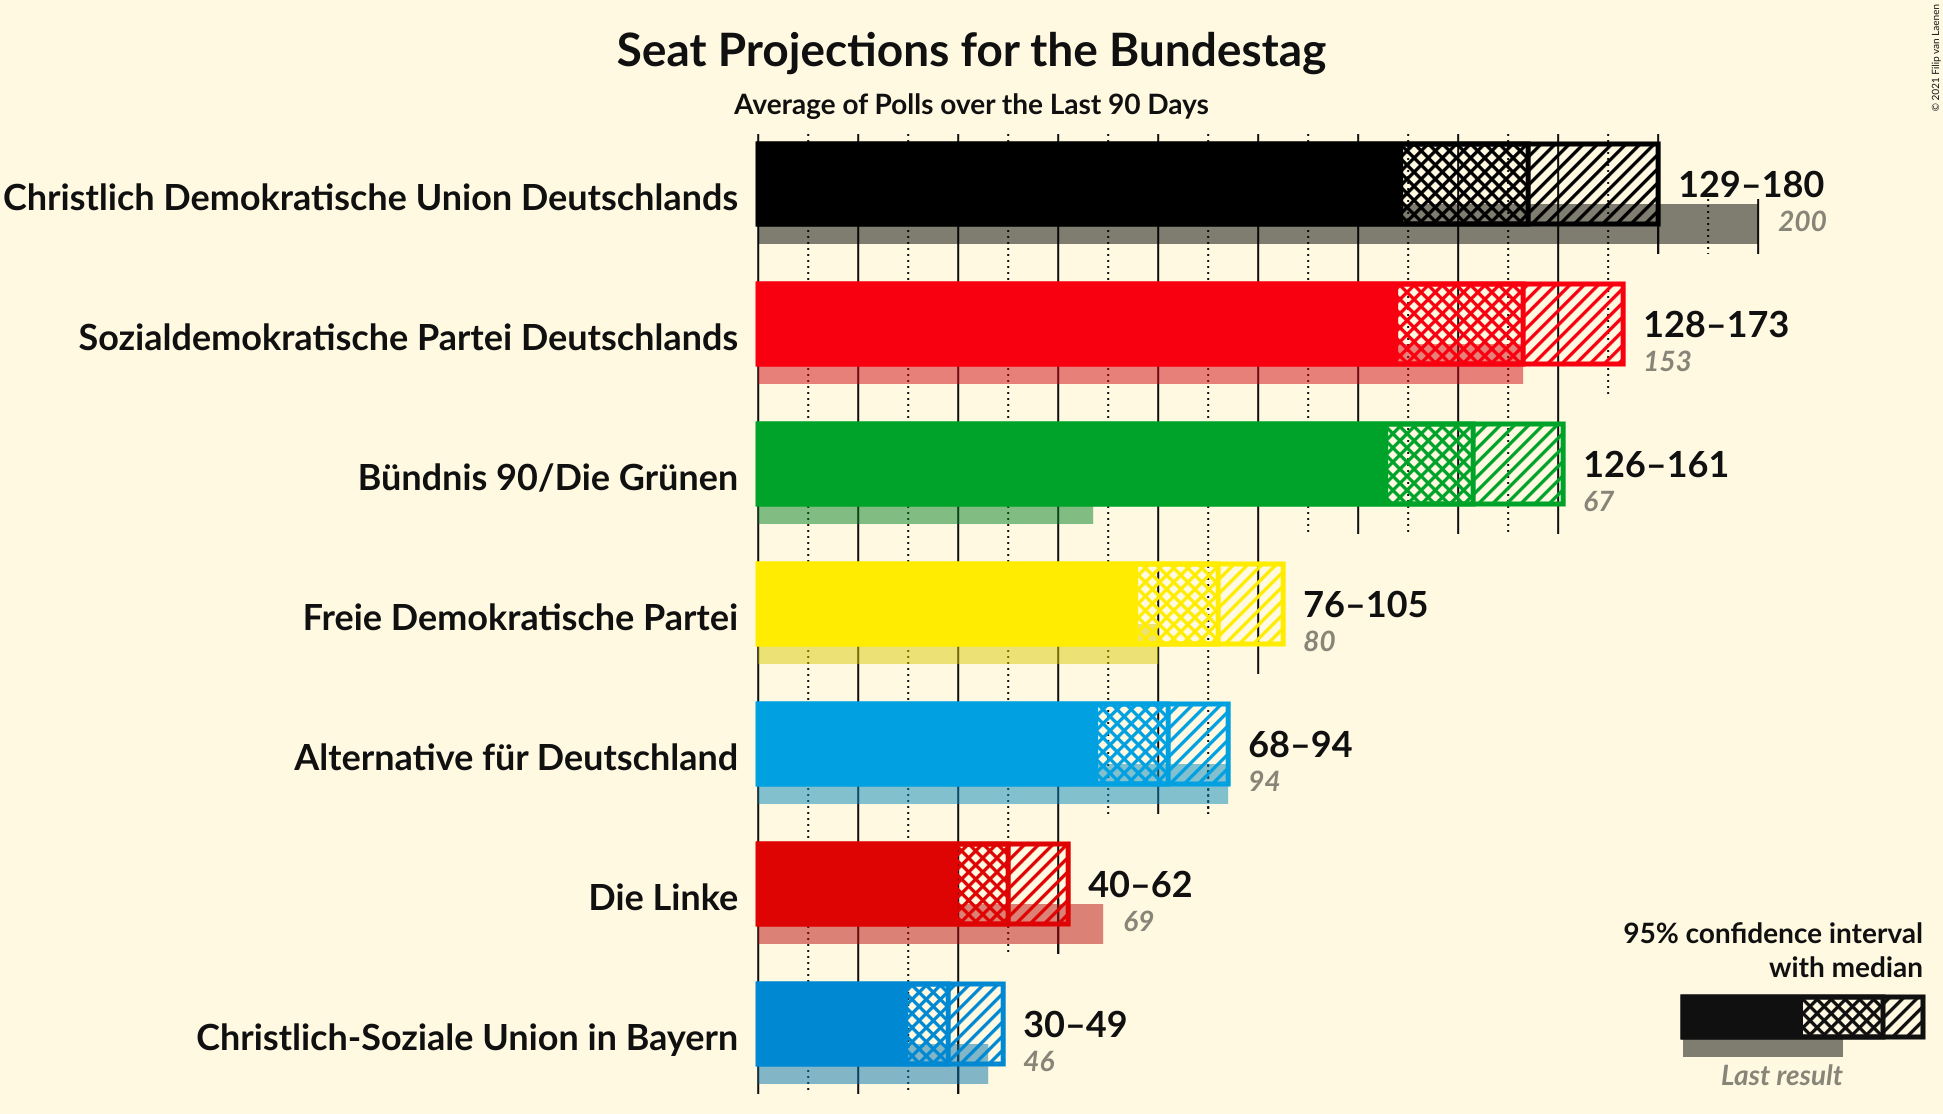 Seat Projections for the Bundestag
Average of Polls over the Last 90 Days
© 2021 Filip van Laenen
Christlich Demokratische Union Deutschlands
129–180
200
Sozialdemokratische Partei Deutschlands
128–173
153
Bündnis 90/Die Grünen
126–161
67
Freie Demokratische Partei
76–105
80
Alternative für Deutschland
68–94
94
Die Linke
40–62
69
Christlich-Soziale Union in Bayern
30–49
46
95% confidence interval
with median
Last result